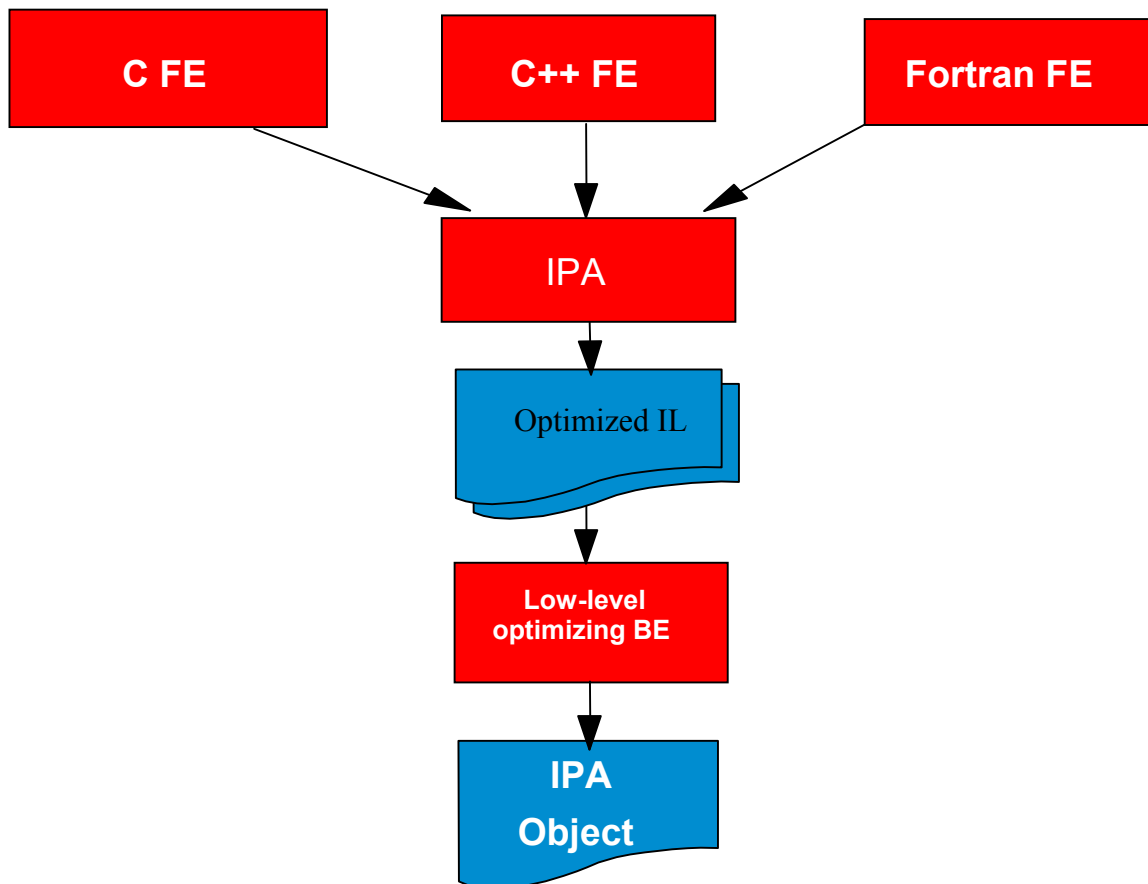 C FE
C++ FE
Fortran FE
IPA
Optimized IL
Low-level
optimizing BE
IPA
Object